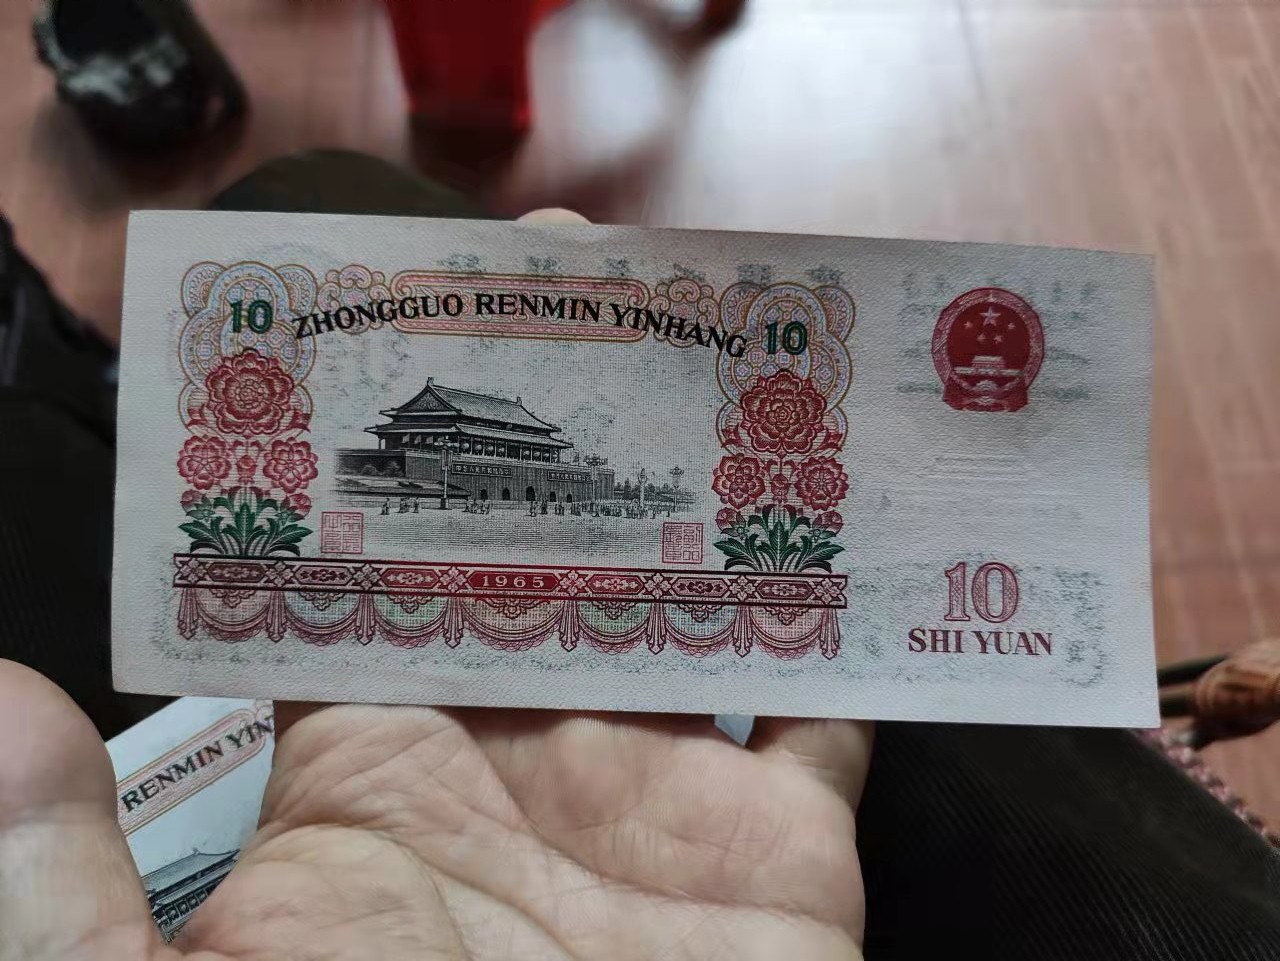 10 ZHONGGUO RENMIN YINHANG 10
1965
10
SHI YUAN
RENMIN YIN